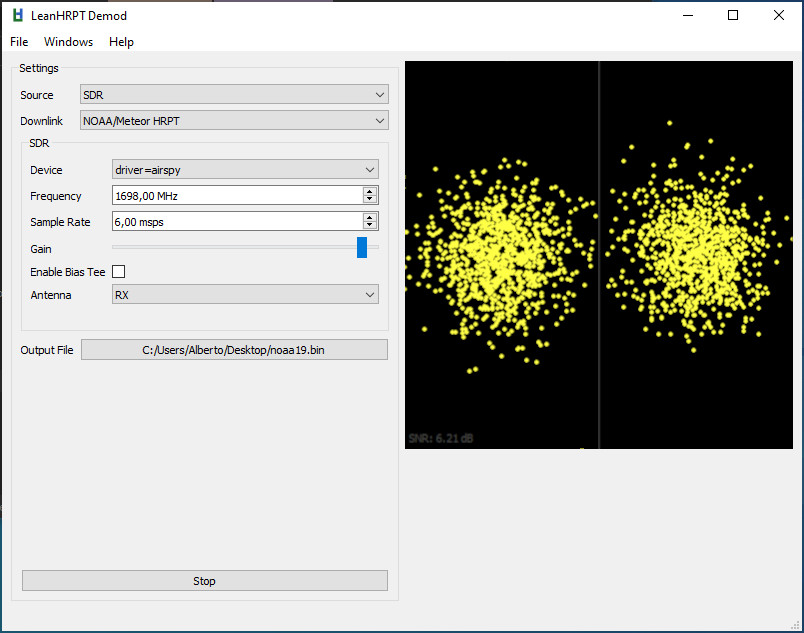 LeanHRPT Demod
File Windows Help
Settings
Source SDR
Downlink NOAA/Meteor HRPT
SDR
Device driver=airspy
Frequency 1698,00 MHz
Sample Rate 6,00 msps
Gain
Enable Bias Tee
Antenna RX
Output File C:/Users/Alberto/Desktop/noaa19.bin
SNR: 6.21 dB
Stop